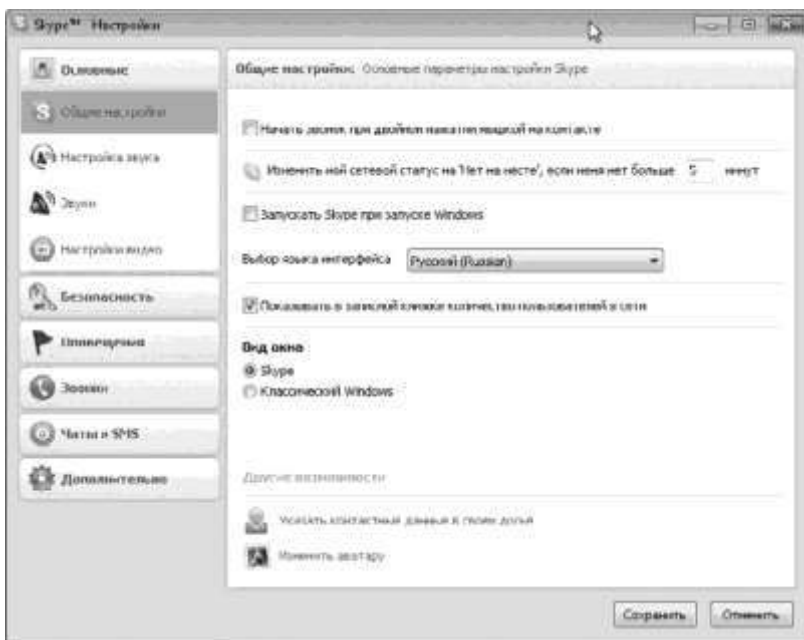 Skype™ Настройки
Основные
Общие настройки
Настройка звука
Звуки
Настройки видео
Безопасность
Оповещения
Звонки
Чаты и SMS
Дополнительно
Общие настройки: Основные параметры настройки Skype
Начать звонок при двойном нажатии мышкой на контакте
Изменить мой сетевой статус на 'Нет на месте', если меня нет больше 5 минут
Запускать Skype при запуске Windows
Выбор языка интерфейса Русский (Russian)
Показывать в записной книжке количество пользователей в сети
Вид окна
Skype
Классический Windows
Другие возможности
Указать контактные данные в своем досье
Изменить аватару
Сохранить Отменить